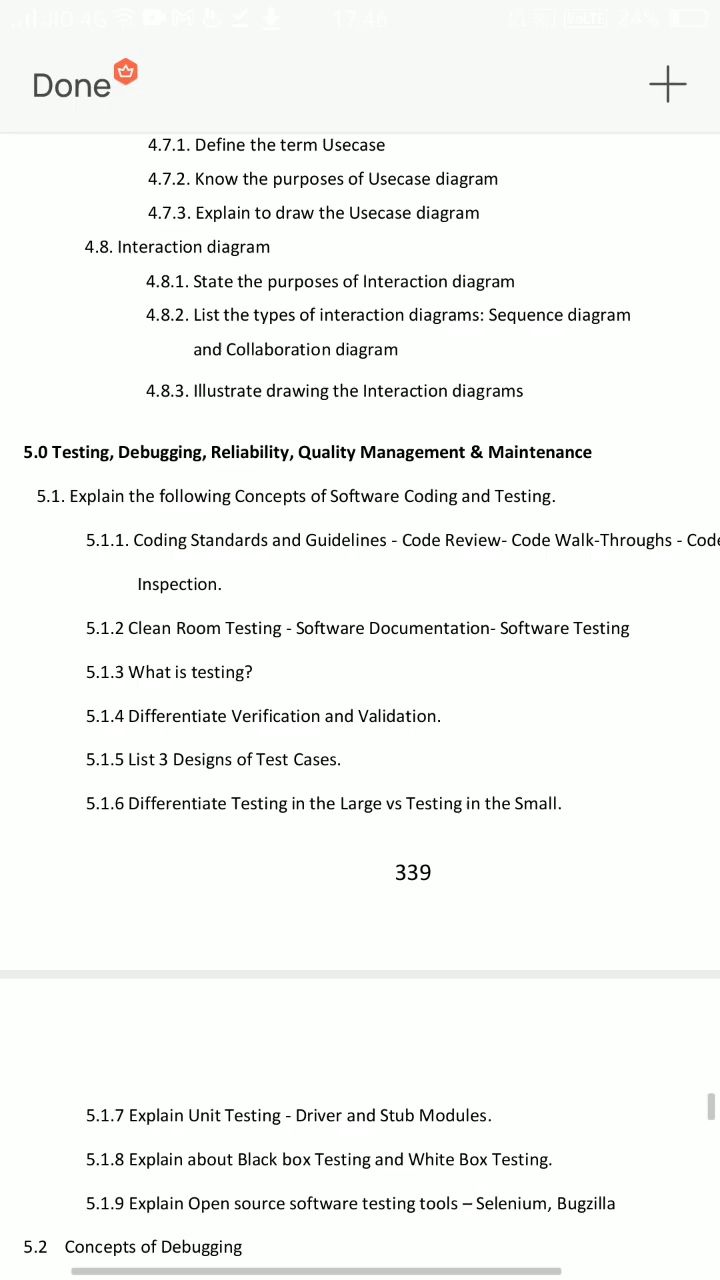 JIO 4G 17:46 VoLTE 24%
Done
4.7.1. Define the term Usecase
4.7.2. Know the purposes of Usecase diagram
4.7.3. Explain to draw the Usecase diagram
4.8. Interaction diagram
4.8.1. State the purposes of Interaction diagram
4.8.2. List the types of interaction diagrams: Sequence diagram
and Collaboration diagram
4.8.3. Illustrate drawing the Interaction diagrams
5.0 Testing, Debugging, Reliability, Quality Management & Maintenance
5.1. Explain the following Concepts of Software Coding and Testing.
5.1.1. Coding Standards and Guidelines - Code Review- Code Walk-Throughs - Code
Inspection.
5.1.2 Clean Room Testing - Software Documentation- Software Testing
5.1.3 What is testing?
5.1.4 Differentiate Verification and Validation.
5.1.5 List 3 Designs of Test Cases.
5.1.6 Differentiate Testing in the Large vs Testing in the Small.
339
5.1.7 Explain Unit Testing - Driver and Stub Modules.
5.1.8 Explain about Black box Testing and White Box Testing.
5.1.9 Explain Open source software testing tools – Selenium, Bugzilla
5.2 Concepts of Debugging